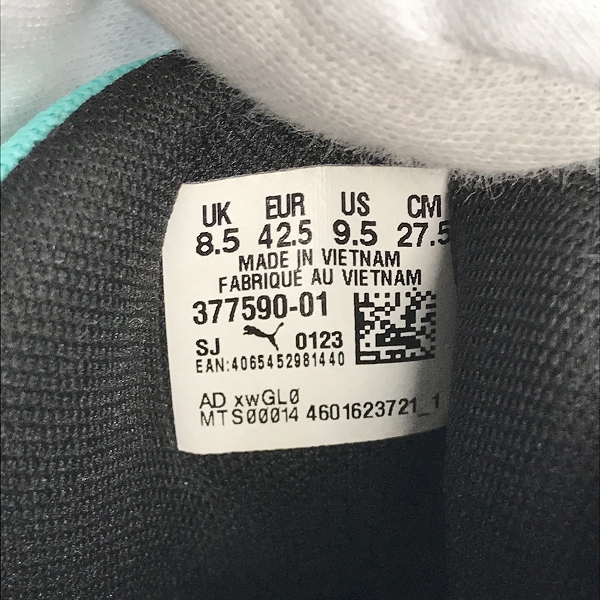 UK EUR US CM
8.5 42.5 9.5 27.5
MADE IN VIETNAM
FABRIQUÉ AU VIETNAM
377590-01
SJ 0123
EAN:4065452981440
AD xwGL0
MTS00014 4601623721_1